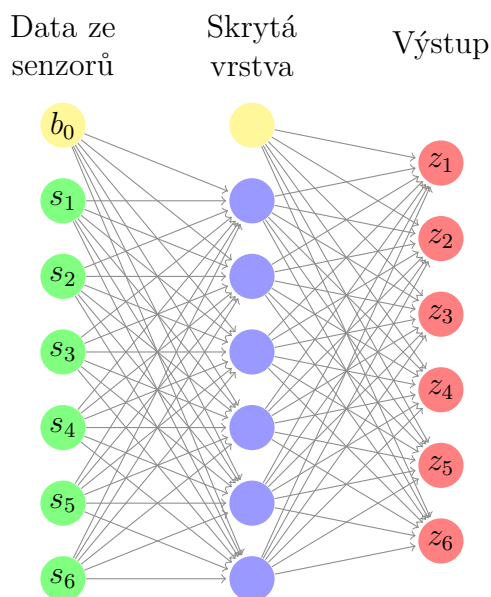 Data ze
senzorů
Skrytá
vrstva
Výstup
b₀
s₁
s₂
s₃
s₄
s₅
s₆
z₁
z₂
z₃
z₄
z₅
z₆